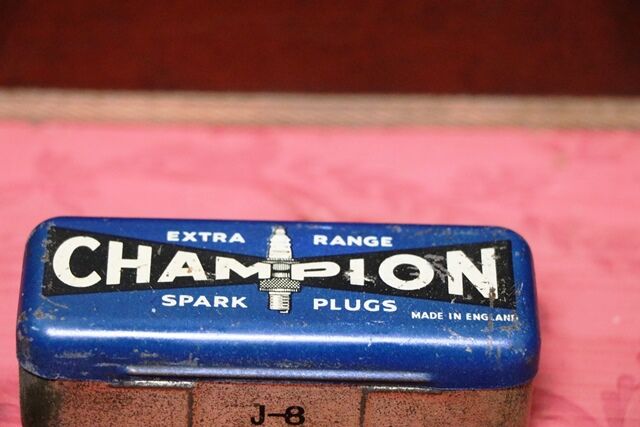 EXTRA RANGE
CHAMPION
SPARK PLUGS
MADE IN ENGLAND
J-8